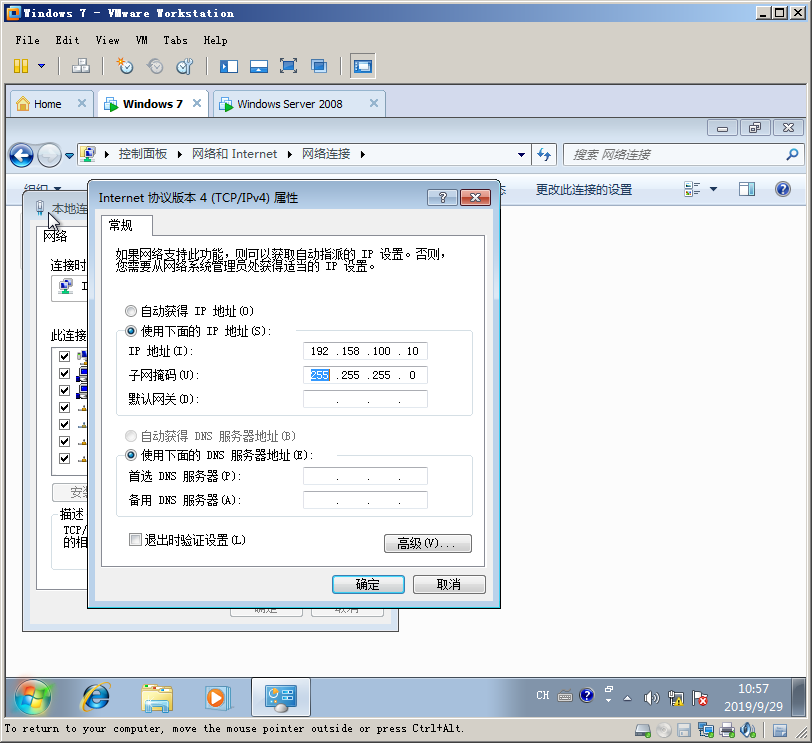 Windows 7 - VMware Workstation
File Edit View VM Tabs Help
Home Windows 7 Windows Server 2008
控制面板 网络和 Internet 网络连接 搜索 网络连接
组织 更改此连接的设置
本地连
网络
连接时
此连接
描述
TCP/
的相
Internet 协议版本 4 (TCP/IPv4) 属性
常规
如果网络支持此功能，则可以获取自动指派的 IP 设置。否则，
您需要从网络系统管理员处获得适当的 IP 设置。
自动获得 IP 地址(O)
使用下面的 IP 地址(S):
IP 地址(I): 192 .158 .100 . 10
子网掩码(U): 255 .255 .255 . 0
默认网关(D): . . .
自动获得 DNS 服务器地址(B)
使用下面的 DNS 服务器地址(E):
首选 DNS 服务器(P): . . .
备用 DNS 服务器(A): . . .
退出时验证设置(L)
高级(V)...
确定 取消
确定 取消
CH
10:57
2019/9/29
To return to your computer, move the mouse pointer outside or press Ctrl+Alt.